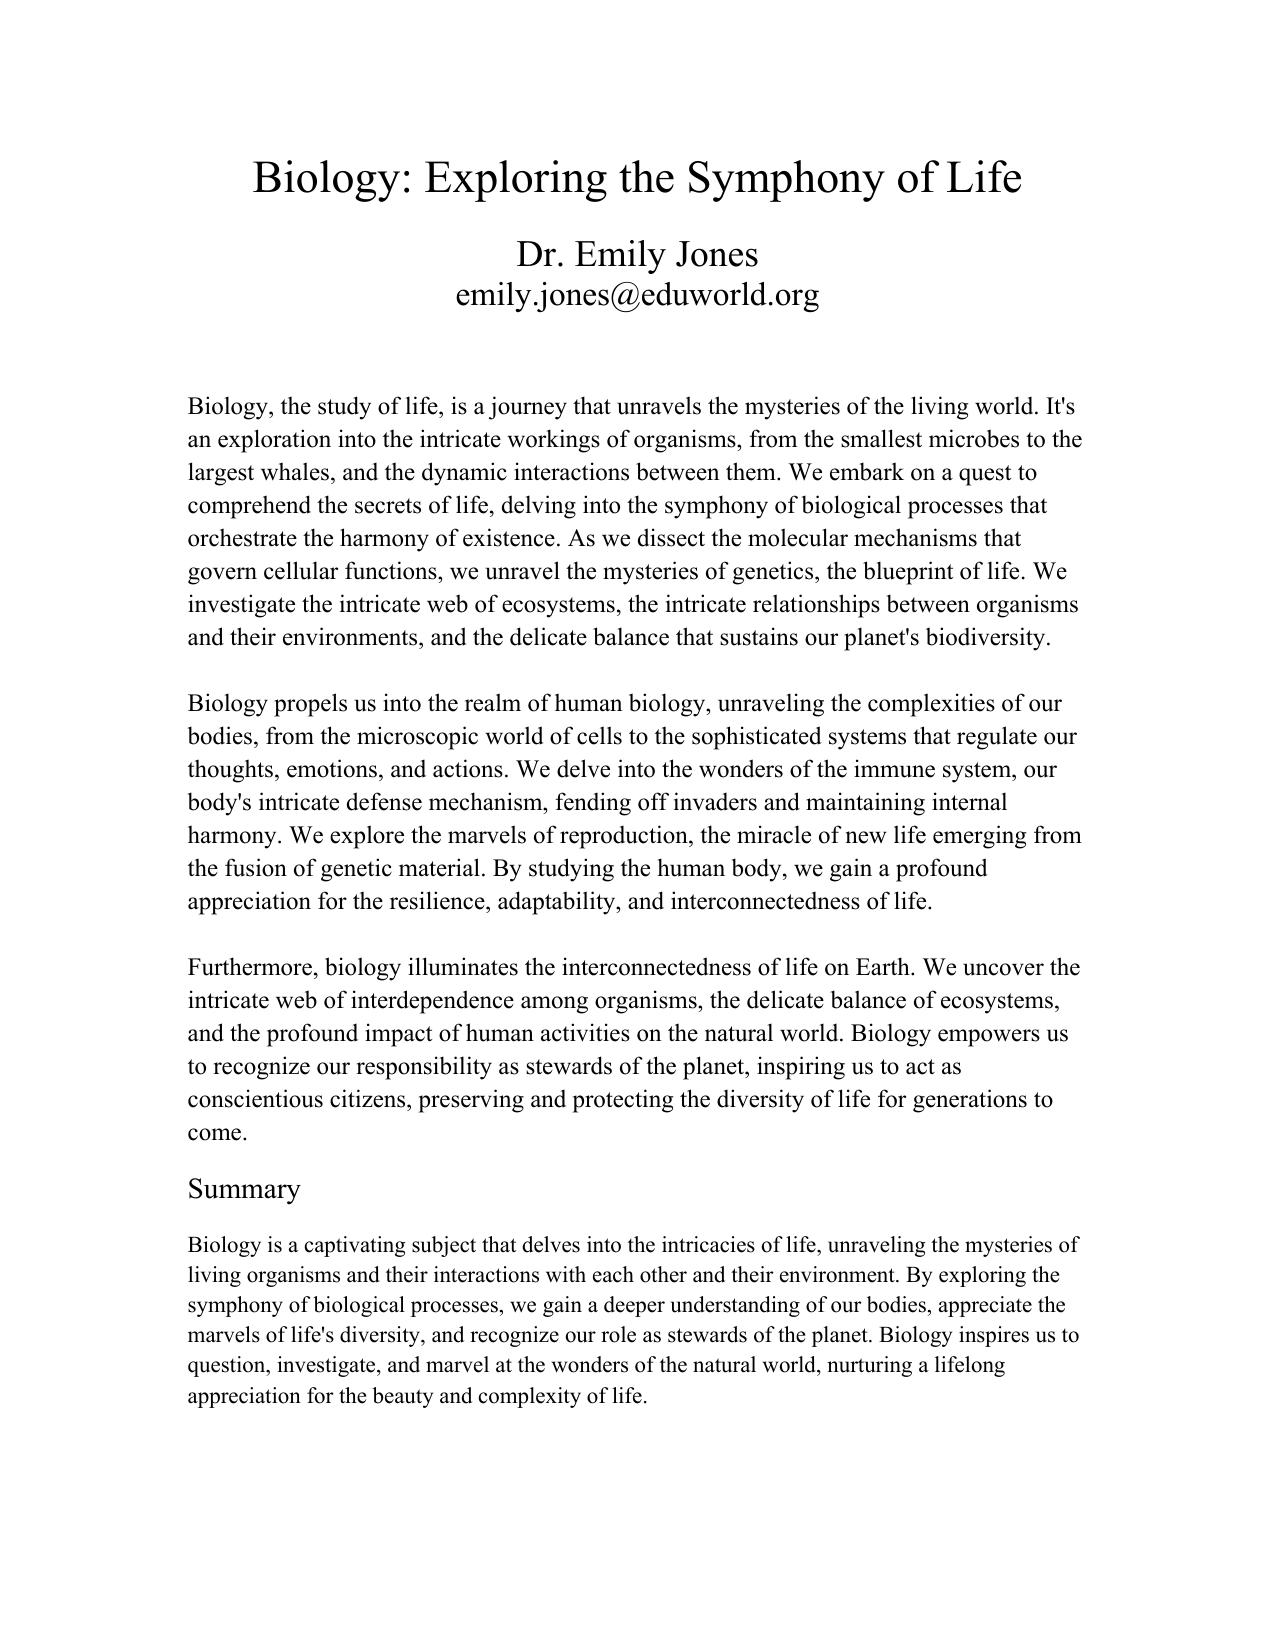 Biology: Exploring the Symphony of Life
Dr. Emily Jones
emily.jones@eduworld.org
Biology, the study of life, is a journey that unravels the mysteries of the living world. It's
an exploration into the intricate workings of organisms, from the smallest microbes to the
largest whales, and the dynamic interactions between them. We embark on a quest to
comprehend the secrets of life, delving into the symphony of biological processes that
orchestrate the harmony of existence. As we dissect the molecular mechanisms that
govern cellular functions, we unravel the mysteries of genetics, the blueprint of life. We
investigate the intricate web of ecosystems, the intricate relationships between organisms
and their environments, and the delicate balance that sustains our planet's biodiversity.
Biology propels us into the realm of human biology, unraveling the complexities of our
bodies, from the microscopic world of cells to the sophisticated systems that regulate our
thoughts, emotions, and actions. We delve into the wonders of the immune system, our
body's intricate defense mechanism, fending off invaders and maintaining internal
harmony. We explore the marvels of reproduction, the miracle of new life emerging from
the fusion of genetic material. By studying the human body, we gain a profound
appreciation for the resilience, adaptability, and interconnectedness of life.
Furthermore, biology illuminates the interconnectedness of life on Earth. We uncover the
intricate web of interdependence among organisms, the delicate balance of ecosystems,
and the profound impact of human activities on the natural world. Biology empowers us
to recognize our responsibility as stewards of the planet, inspiring us to act as
conscientious citizens, preserving and protecting the diversity of life for generations to
come.
Summary
Biology is a captivating subject that delves into the intricacies of life, unraveling the mysteries of
living organisms and their interactions with each other and their environment. By exploring the
symphony of biological processes, we gain a deeper understanding of our bodies, appreciate the
marvels of life's diversity, and recognize our role as stewards of the planet. Biology inspires us to
question, investigate, and marvel at the wonders of the natural world, nurturing a lifelong
appreciation for the beauty and complexity of life.